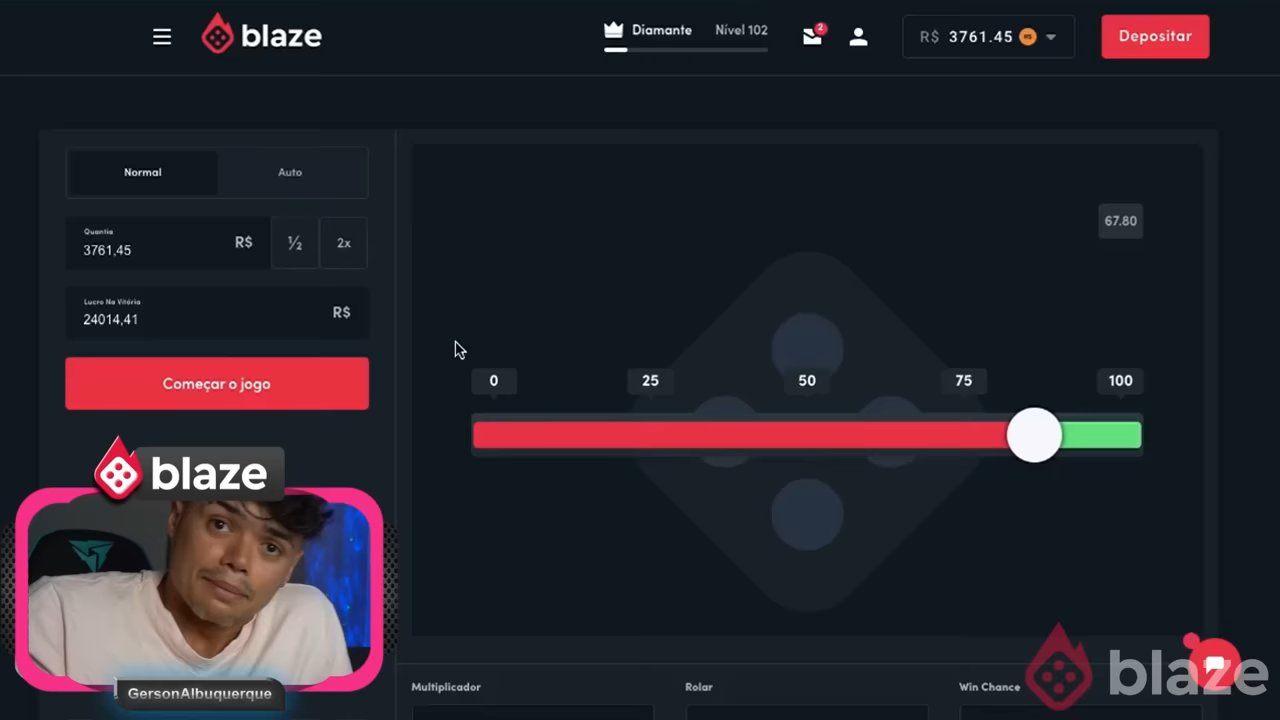 blaze
Diamante
Nível 102
2
R$ 3761.45 R$
Depositar
Normal
Auto
Quantia
3761,45
R$
½
2x
Lucro Na Vitória
24014,41
R$
Começar o jogo
67.80
0
25
50
75
100
blaze
GersonAlbuquerque
Multiplicador
Rolar
Win Chance
blaze